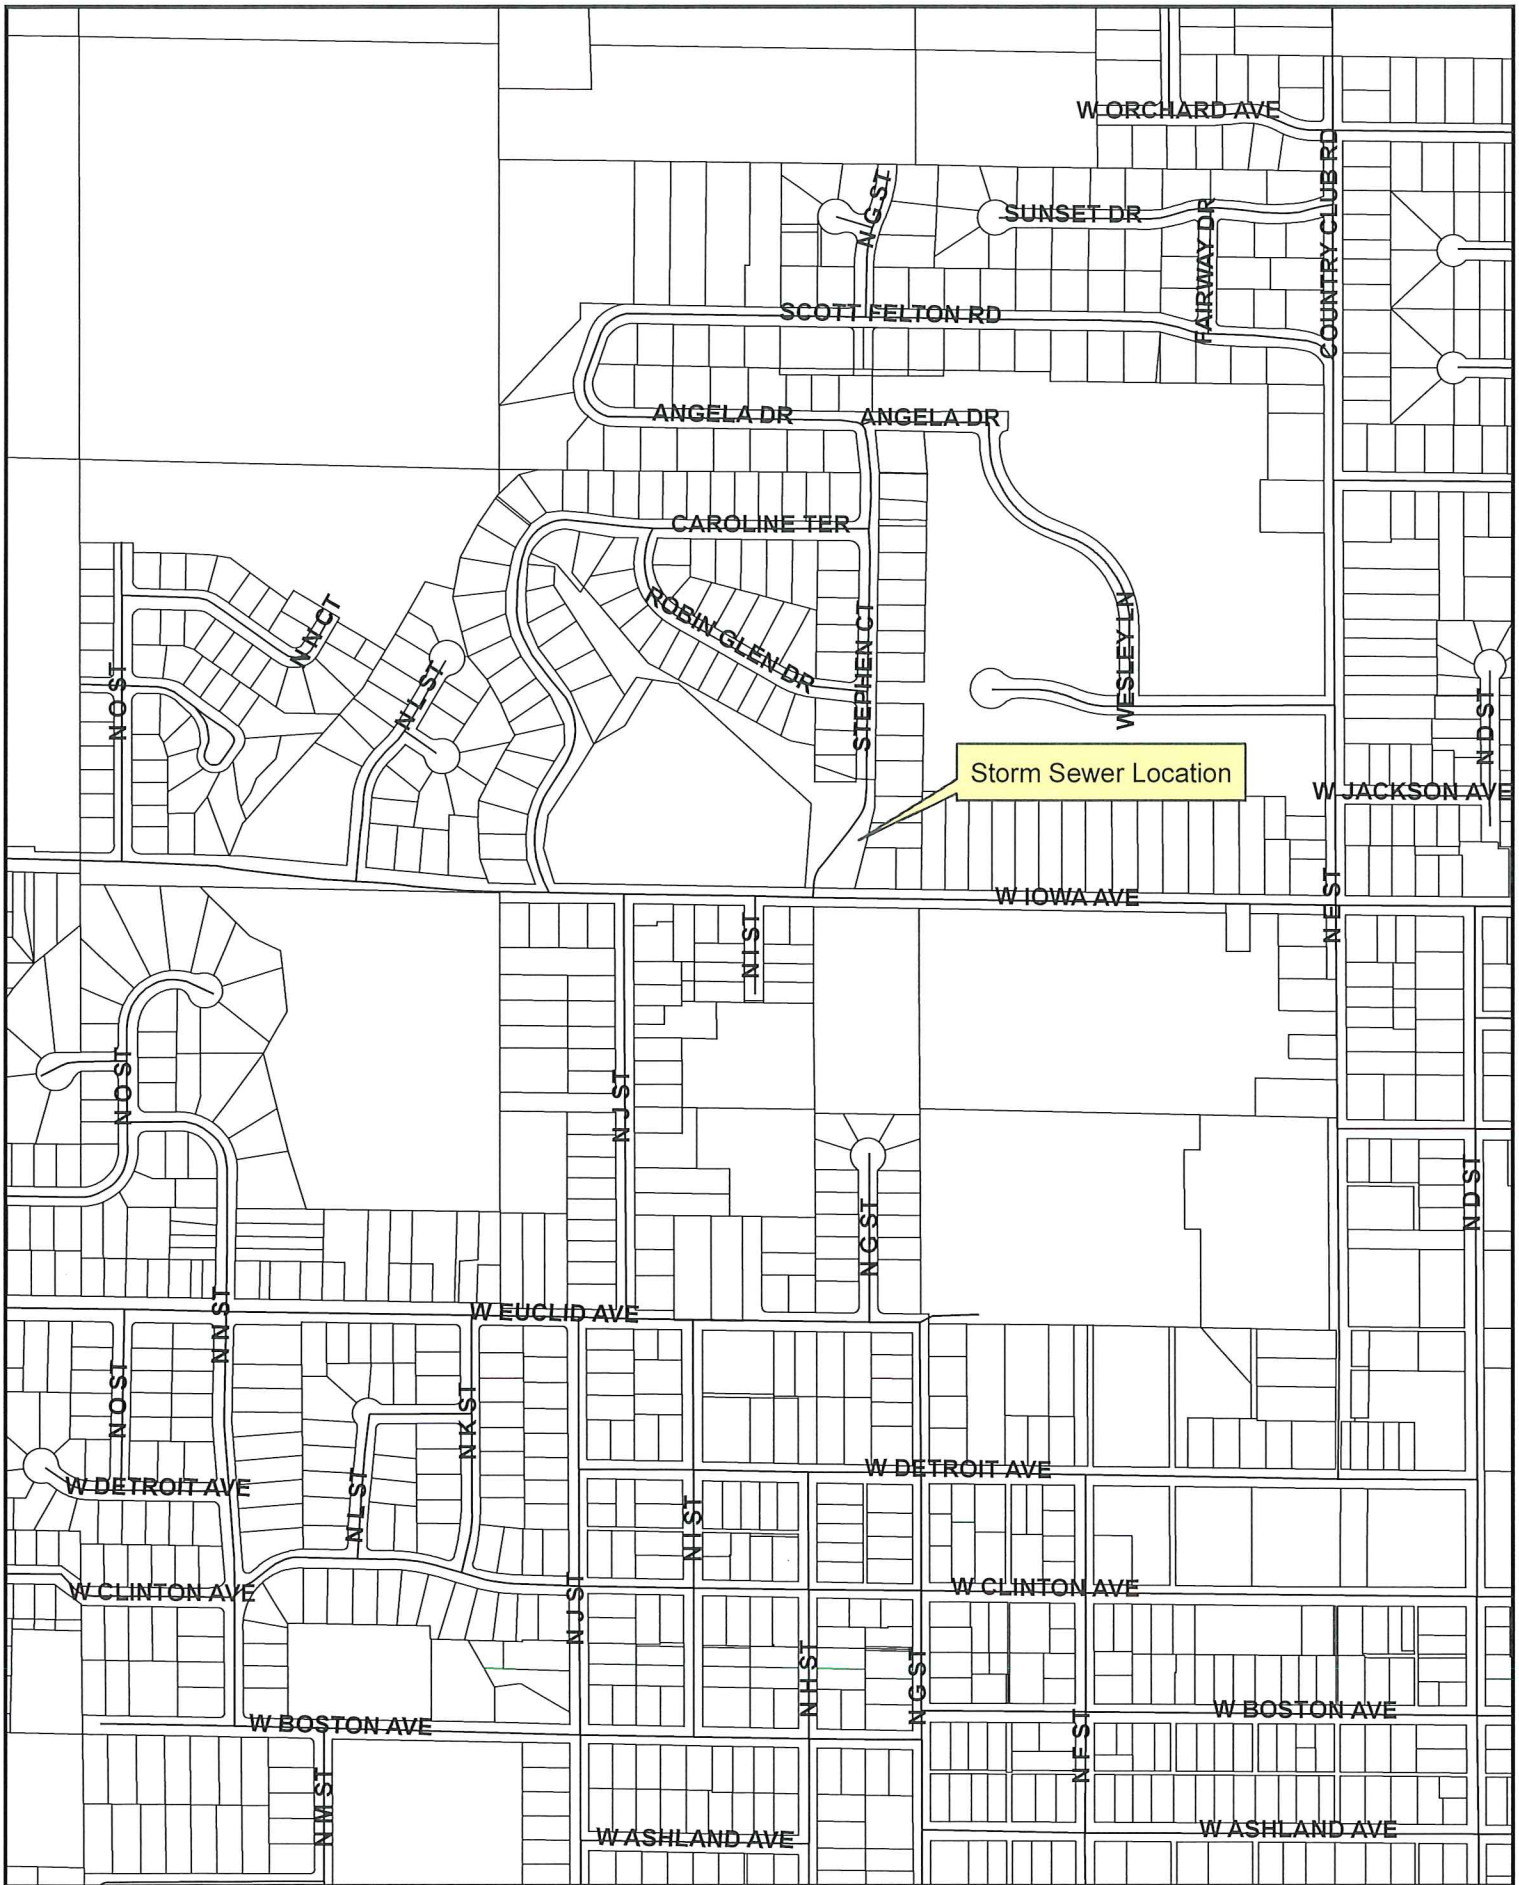 W ORCHARD AVE
COUNTRY CLUB RD
N G ST
SUNSET DR
FAIRWAY DR
SCOTT FELTON RD
ANGELA DR
ANGELA DR
CAROLINE TER
N N CT
ROBIN GLEN DR
STEPHEN CT
WESLEY LN
N O ST
N L ST
N D ST
Storm Sewer Location
W JACKSON AVE
W IOWA AVE
N E ST
N I ST
N O ST
N J ST
N D ST
N G ST
N N ST
W EUCLID AVE
N O ST
N K ST
W DETROIT AVE
W DETROIT AVE
N L ST
N I ST
W CLINTON AVE
W CLINTON AVE
N J ST
N H ST
N G ST
W BOSTON AVE
W BOSTON AVE
N F ST
N M ST
W ASHLAND AVE
W ASHLAND AVE